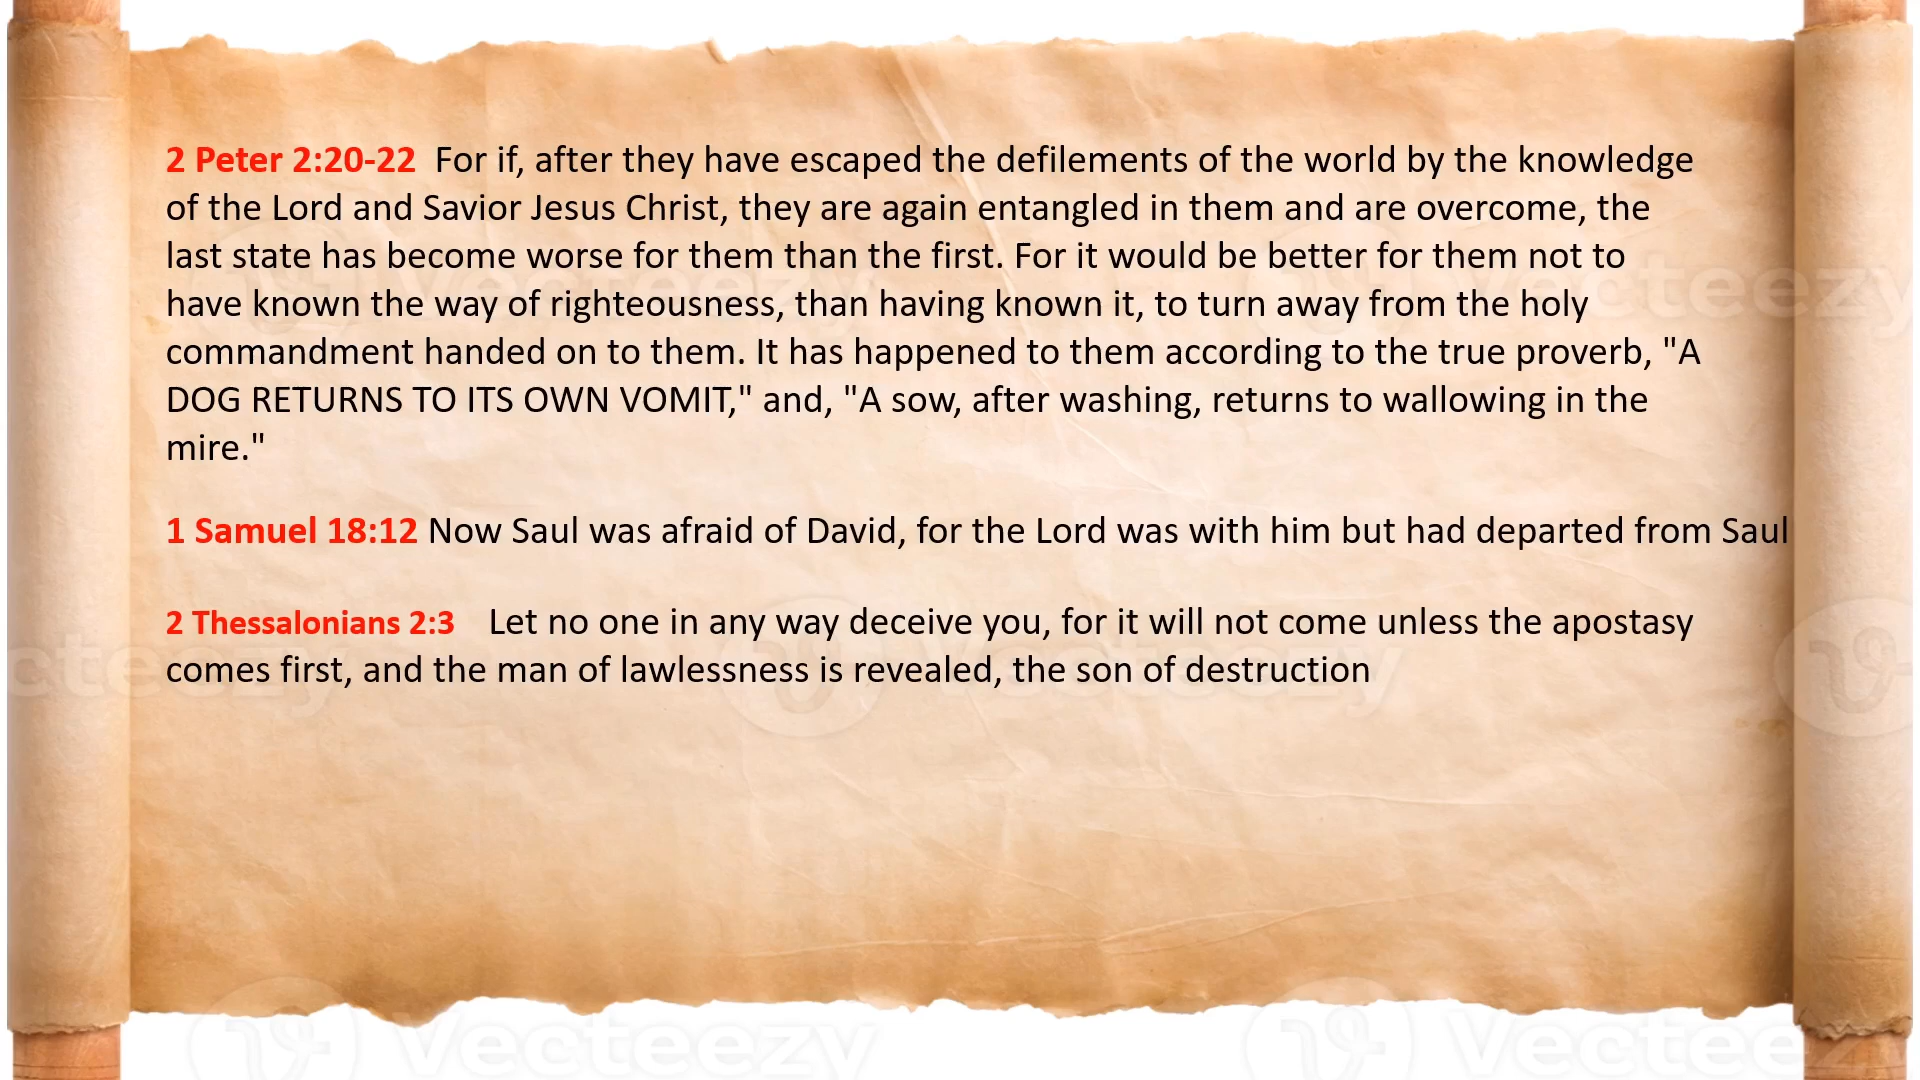 2 Peter 2:20-22  For if, after they have escaped the defilements of the world by the knowledge
of the Lord and Savior Jesus Christ, they are again entangled in them and are overcome, the
last state has become worse for them than the first. For it would be better for them not to
have known the way of righteousness, than having known it, to turn away from the holy
commandment handed on to them. It has happened to them according to the true proverb, "A
DOG RETURNS TO ITS OWN VOMIT," and, "A sow, after washing, returns to wallowing in the
mire."
1 Samuel 18:12 Now Saul was afraid of David, for the Lord was with him but had departed from Saul
2 Thessalonians 2:3    Let no one in any way deceive you, for it will not come unless the apostasy
comes first, and the man of lawlessness is revealed, the son of destruction
Vecteezy
Vecteezy
cteezy
Vecteezy
Vecteezy
Vecteezy